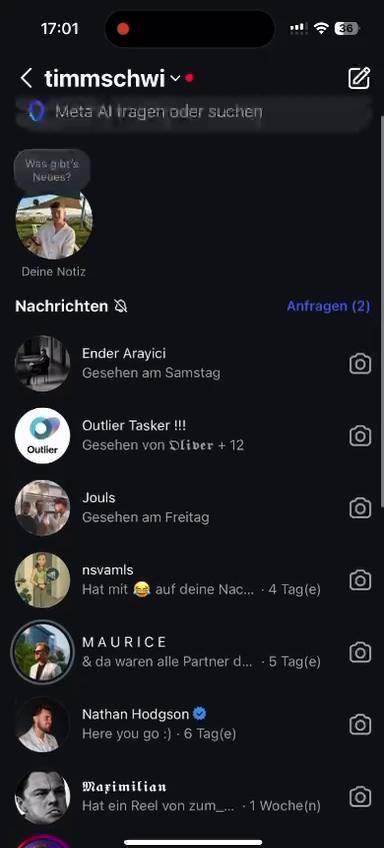 17:01
36
timmschwi
Meta AI fragen oder suchen
Was gibt's
Neues?
Deine Notiz
Nachrichten
Anfragen (2)
Ender Arayici
Gesehen am Samstag
Outlier Tasker !!!
Gesehen von 𝕺𝖑𝖎𝖛𝖊𝖗 + 12
Outlier
Jouls
Gesehen am Freitag
nsvamls
Hat mit 😂 auf deine Nac... · 4 Tag(e)
M A U R I C E
& da waren alle Partner d... · 5 Tag(e)
Nathan Hodgson
Here you go :) · 6 Tag(e)
𝕸𝖆𝖝𝖎𝖒𝖎𝖑𝖎𝖆𝖓
Hat ein Reel von zum_... · 1 Woche(n)